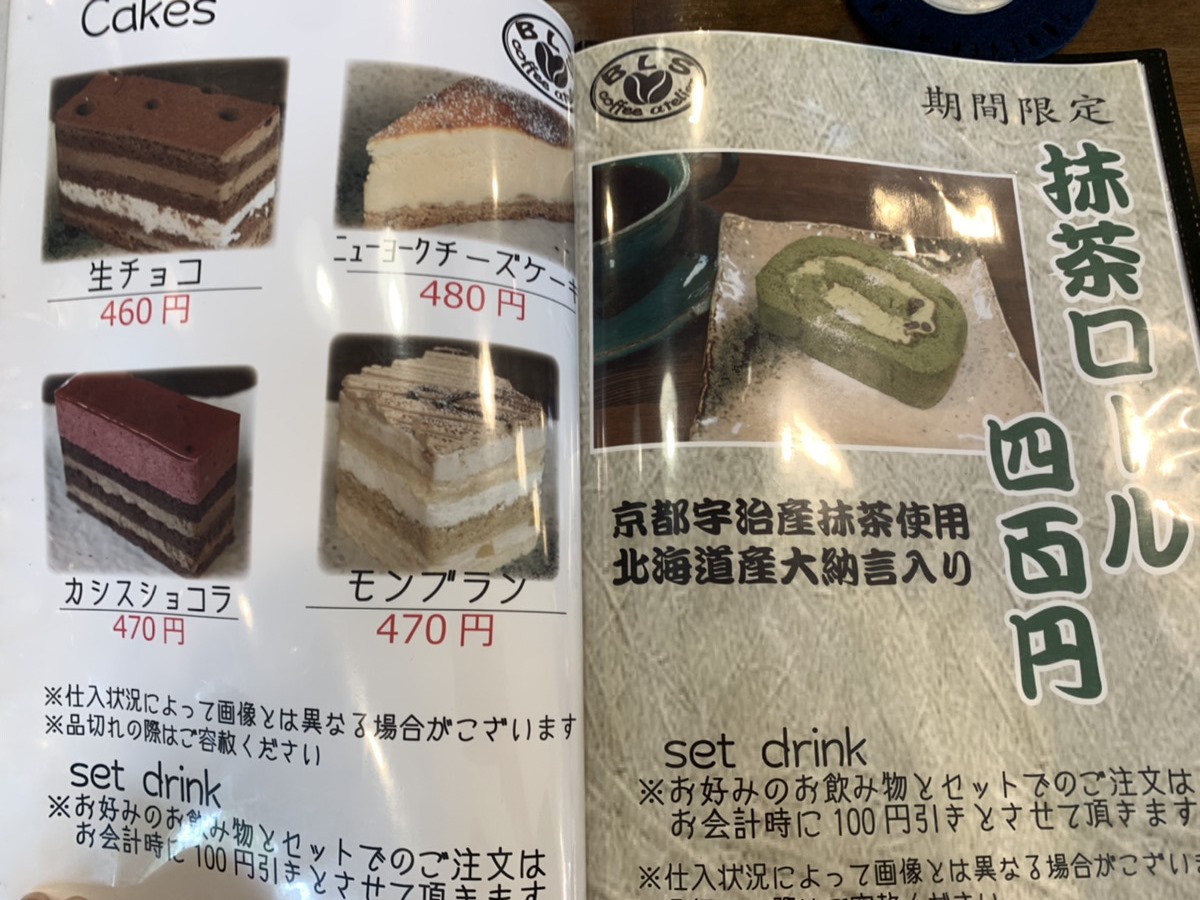 Cakes
BLS
coffee atelier
生チョコ
460円
ニューヨークチーズケーキ
480円
カシスショコラ
470円
モンブラン
470円
※仕入状況によって画像とは異なる場合がございます
※品切れの際はご容赦ください
set drink
※お好みのお飲み物とセットでのご注文は
お会計時に100円引きとさせて頂きます
BLS
coffee atelier
期間限定
抹茶ロール
四百円
京都宇治産抹茶使用
北海道産大納言入り
set drink
※お好みのお飲み物とセットでのご注文は
お会計時に100円引きとさせて頂きます
※仕入状況によって画像とは異なる場合がございま